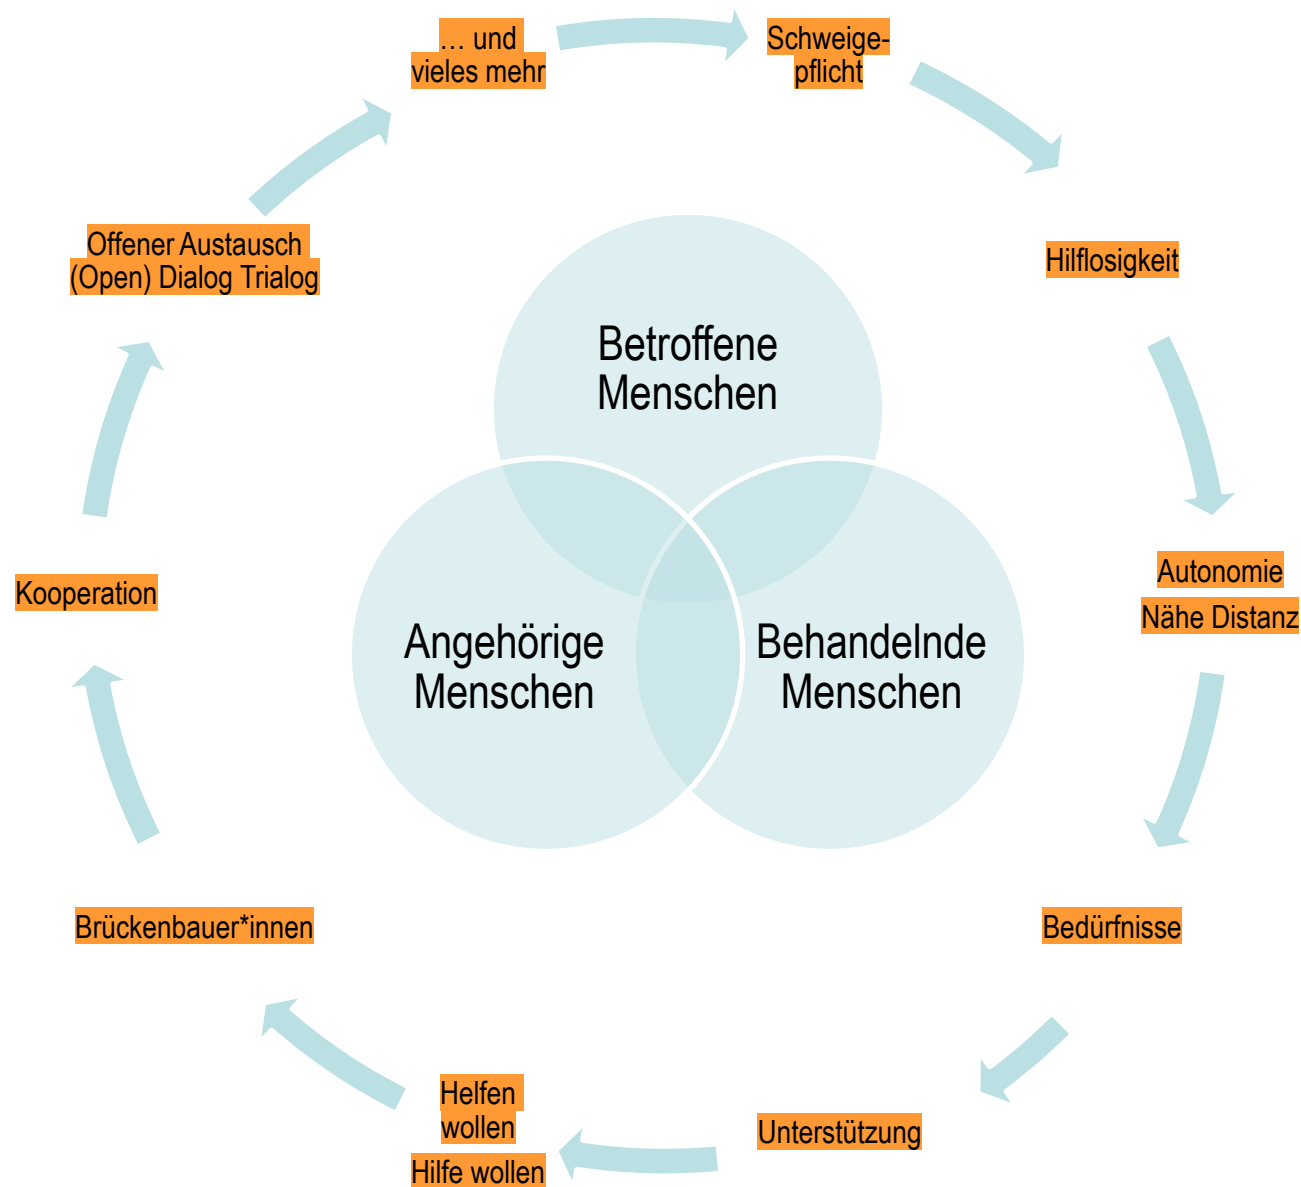 … und
vieles mehr
Schweige-
pflicht
Hilflosigkeit
Autonomie
Nähe Distanz
Bedürfnisse
Unterstützung
Helfen
wollen
Hilfe wollen
Brückenbauer*innen
Kooperation
Offener Austausch
(Open) Dialog Trialog
Betroffene
Menschen
Angehörige
Menschen
Behandelnde
Menschen